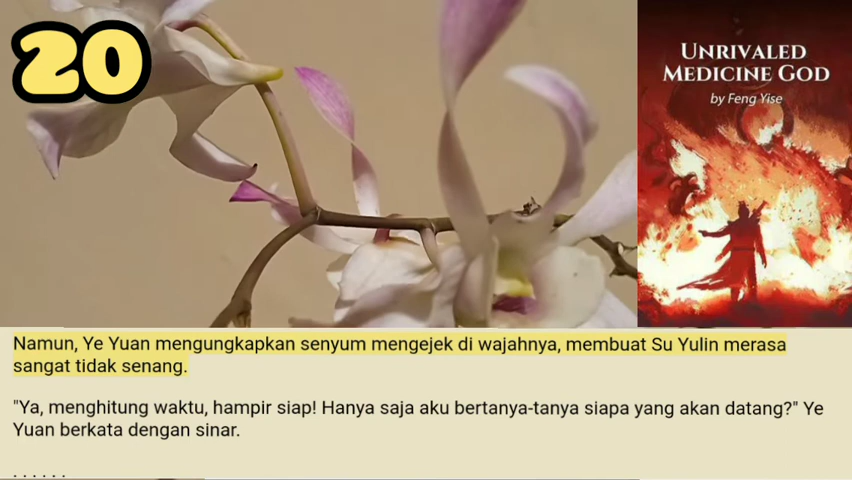 20
UNRIVALED
MEDICINE GOD
by Feng Yise
Namun, Ye Yuan mengungkapkan senyum mengejek di wajahnya, membuat Su Yulin merasa
sangat tidak senang.
"Ya, menghitung waktu, hampir siap! Hanya saja aku bertanya-tanya siapa yang akan datang?" Ye
Yuan berkata dengan sinar.
. . . . . .